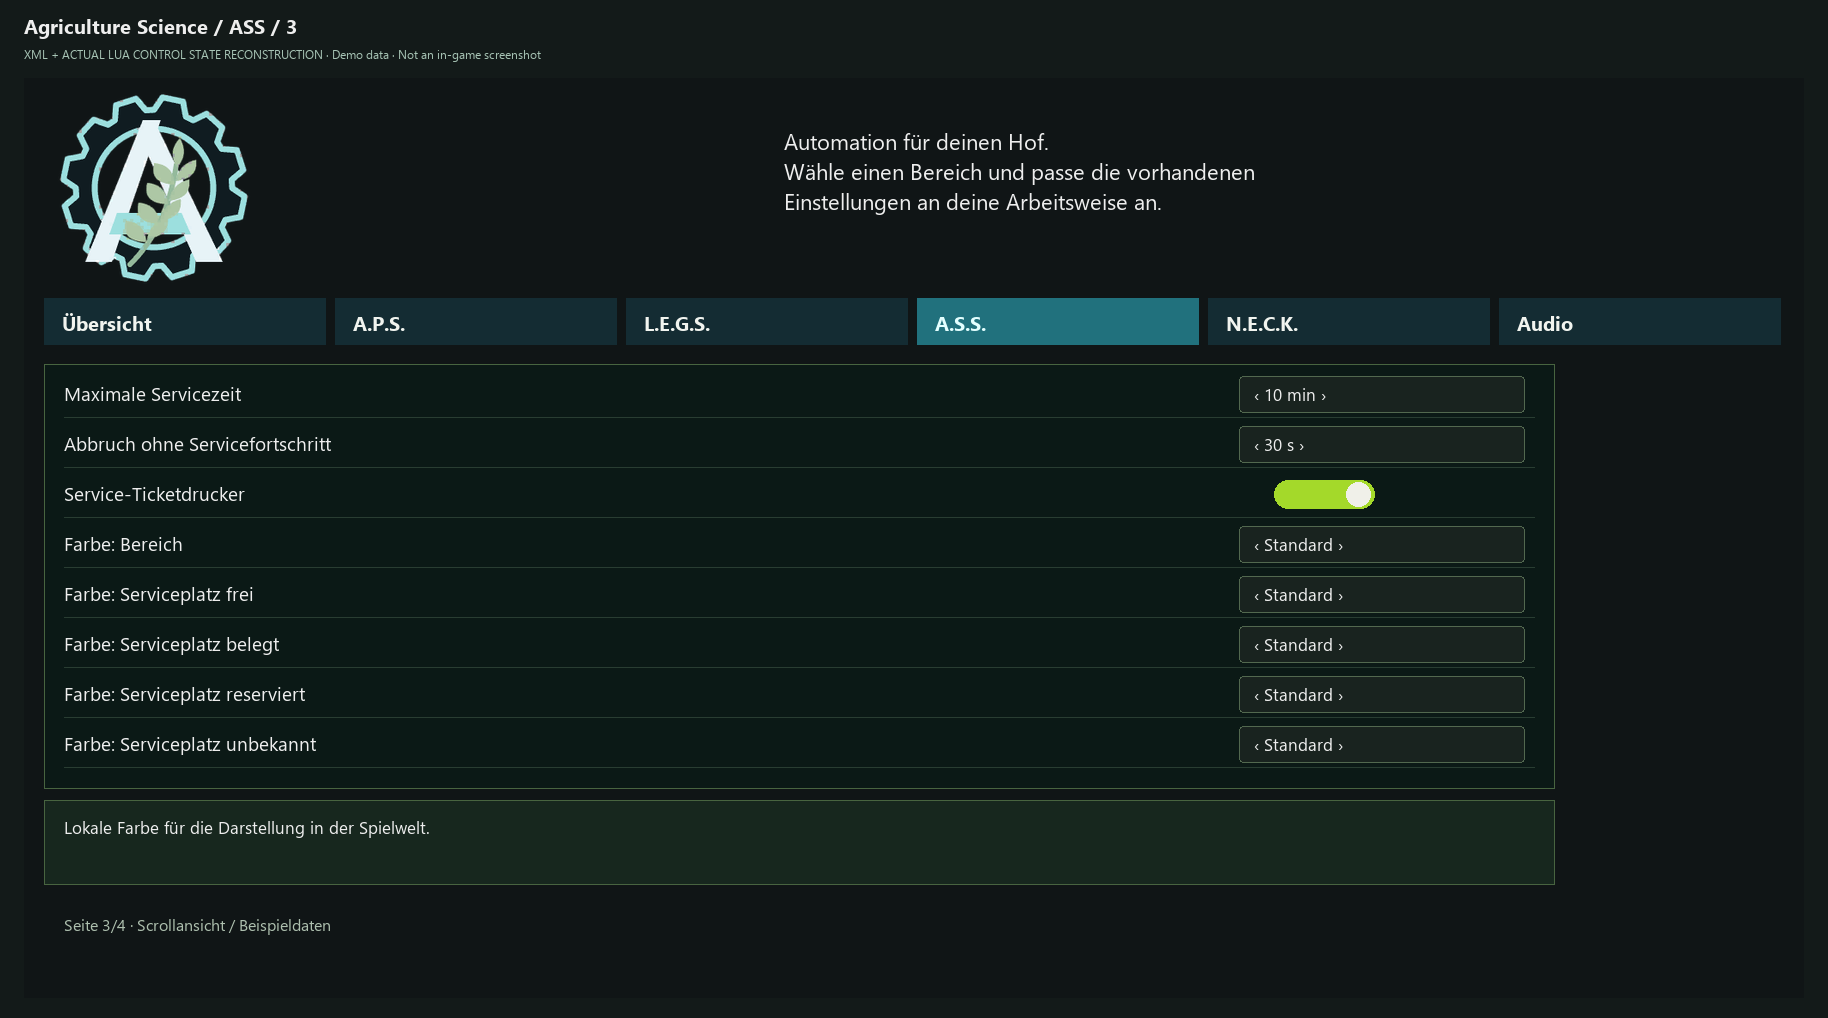 Agriculture Science / ASS / 3
XML + ACTUAL LUA CONTROL STATE RECONSTRUCTION · Demo data · Not an in-game screenshot
Automation für deinen Hof.
Wähle einen Bereich und passe die vorhandenen
Einstellungen an deine Arbeitsweise an.
Übersicht
A.P.S.
L.E.G.S.
A.S.S.
N.E.C.K.
Audio
Maximale Servicezeit
‹ 10 min ›
Abbruch ohne Servicefortschritt
‹ 30 s ›
Service-Ticketdrucker
Farbe: Bereich
‹ Standard ›
Farbe: Serviceplatz frei
‹ Standard ›
Farbe: Serviceplatz belegt
‹ Standard ›
Farbe: Serviceplatz reserviert
‹ Standard ›
Farbe: Serviceplatz unbekannt
‹ Standard ›
Lokale Farbe für die Darstellung in der Spielwelt.
Seite 3/4 · Scrollansicht / Beispieldaten